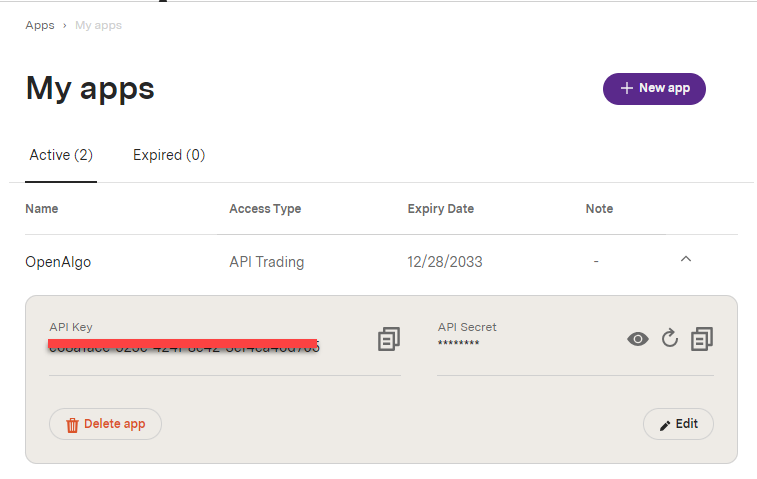 Apps › My apps
My apps
+ New app
Active (2)
Expired (0)
Name
Access Type
Expiry Date
Note
OpenAlgo
API Trading
12/28/2033
-
API Key
API Secret
********
Delete app
Edit